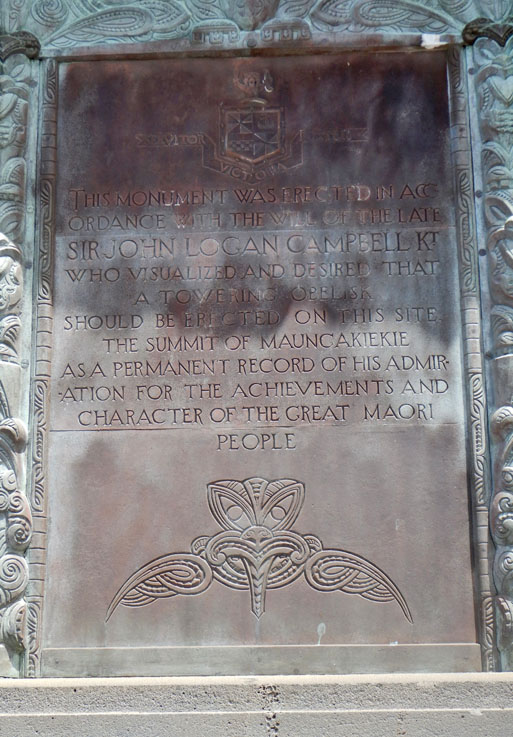 VICTORIA
THIS MONUMENT WAS ERECTED IN ACC-
ORDANCE WITH THE WILL OF THE LATE
SIR JOHN LOGAN CAMPBELL KT
WHO VISUALIZED AND DESIRED THAT
A TOWERING OBELISK
SHOULD BE ERECTED ON THIS SITE,
THE SUMMIT OF MAUNGAKIEKIE
AS A PERMANENT RECORD OF HIS ADMIR-
-ATION FOR THE ACHIEVEMENTS AND
CHARACTER OF THE GREAT MAORI
PEOPLE